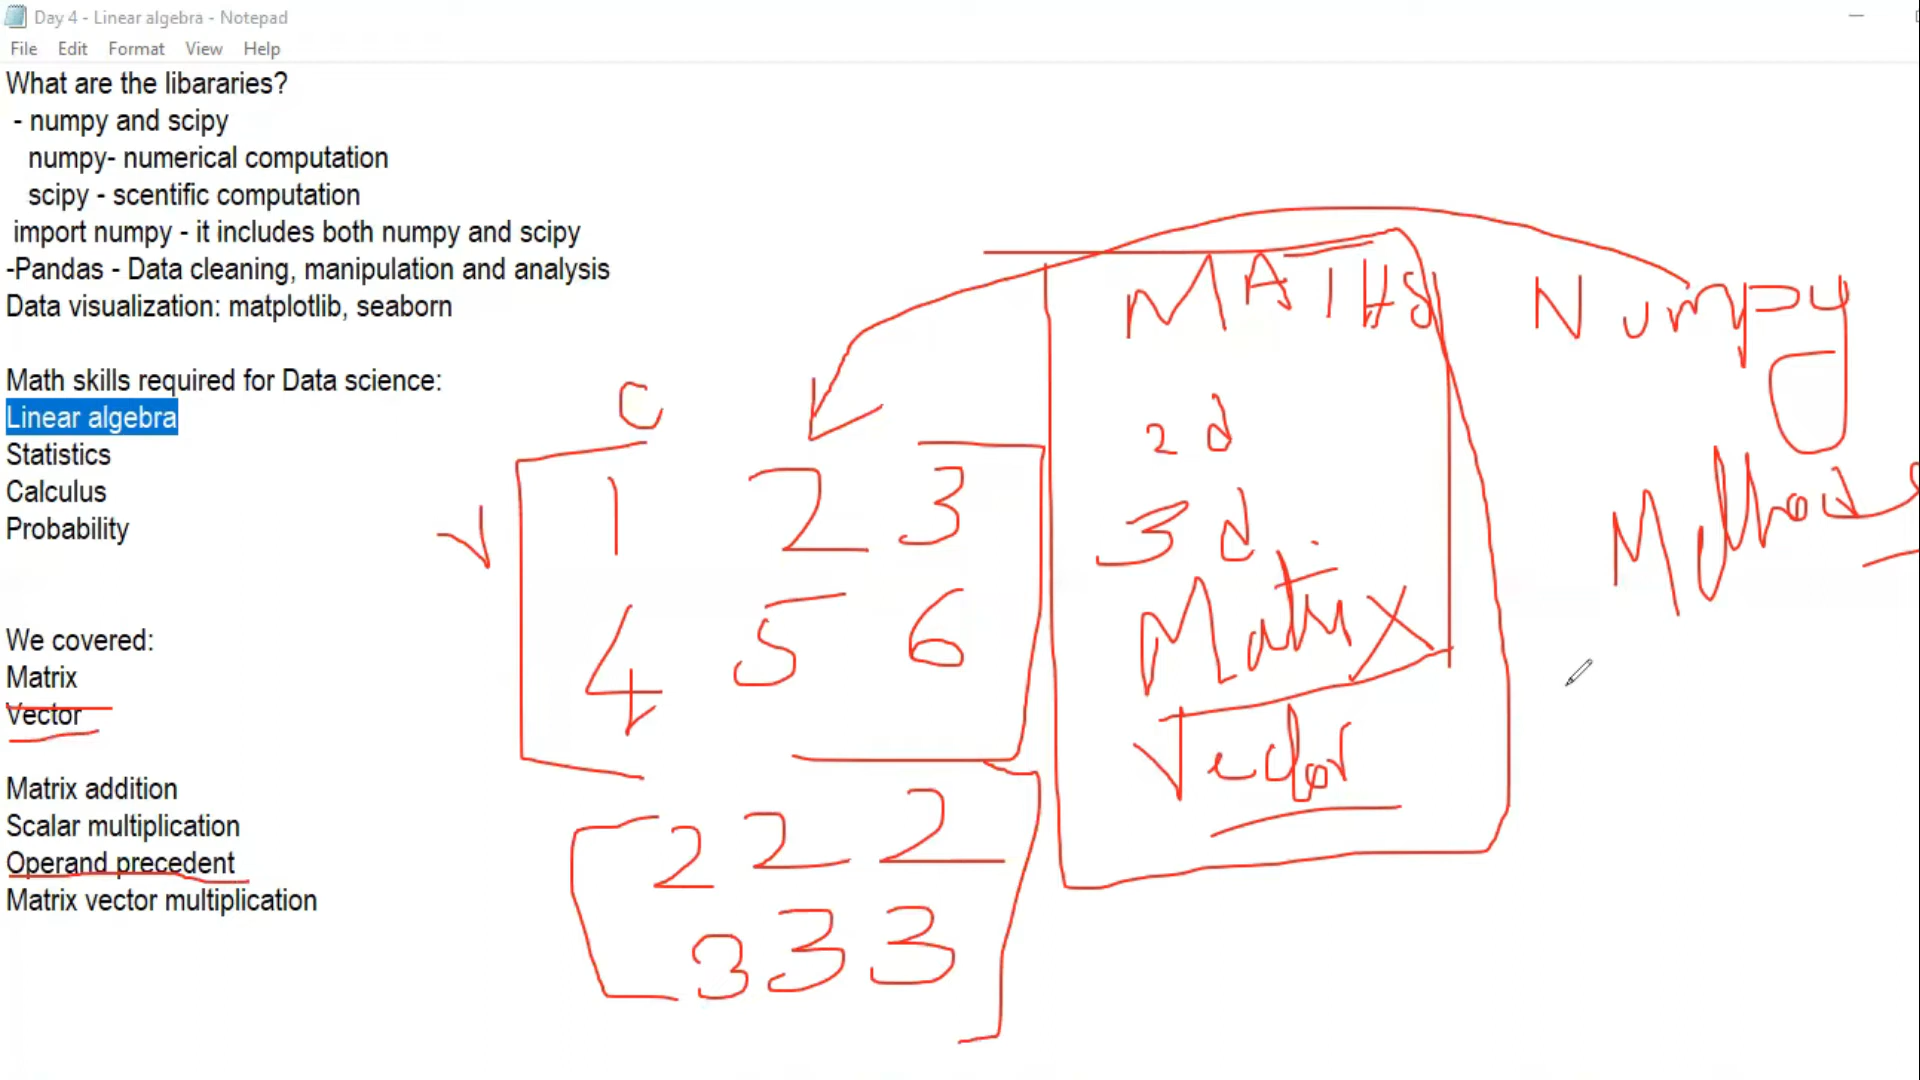 Day 4 - Linear algebra - Notepad
File Edit Format View Help
What are the libararies?
- numpy and scipy
numpy- numerical computation
scipy - scentific computation
import numpy - it includes both numpy and scipy
-Pandas - Data cleaning, manipulation and analysis
Data visualization: matplotlib, seaborn
Math skills required for Data science:
Linear algebra
Statistics
Calculus
Probability
We covered:
Matrix
Vector
Matrix addition
Scalar multiplication
Operand precedent
Matrix vector multiplication
C
1 2 3
4 5 6
2 2 2
3 3 3
MATHS
2d
3d
Matrix
Vector
Numpy
Methods